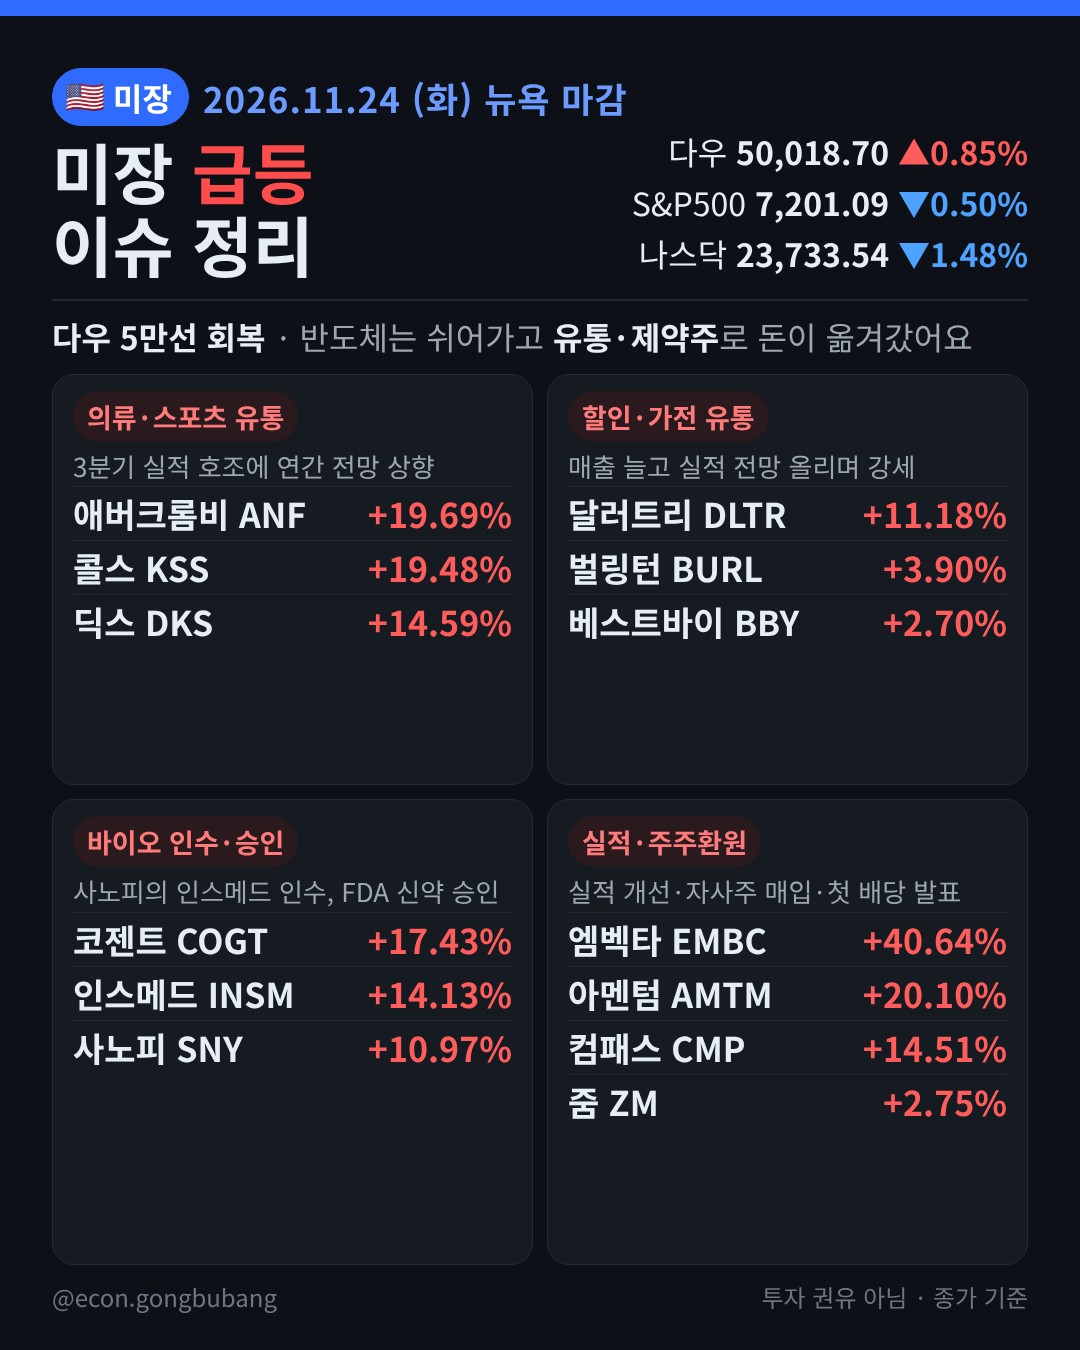 🇺🇸 미장 2026.11.24 (화) 뉴욕 마감
미장 급등
이슈 정리
다우 50,018.70 ▲0.85%
S&P500 7,201.09 ▼0.50%
나스닥 23,733.54 ▼1.48%
다우 5만선 회복 · 반도체는 쉬어가고 유통·제약주로 돈이 옮겨갔어요
의류·스포츠 유통
3분기 실적 호조에 연간 전망 상향
애버크롬비 ANF +19.69%
콜스 KSS +19.48%
딕스 DKS +14.59%
할인·가전 유통
매출 늘고 실적 전망 올리며 강세
달러트리 DLTR +11.18%
벌링턴 BURL +3.90%
베스트바이 BBY +2.70%
바이오 인수·승인
사노피의 인스메드 인수, FDA 신약 승인
코젠트 COGT +17.43%
인스메드 INSM +14.13%
사노피 SNY +10.97%
실적·주주환원
실적 개선·자사주 매입·첫 배당 발표
엠벡타 EMBC +40.64%
아멘텀 AMTM +20.10%
컴패스 CMP +14.51%
줌 ZM +2.75%
@econ.gongbubang
투자 권유 아님 · 종가 기준